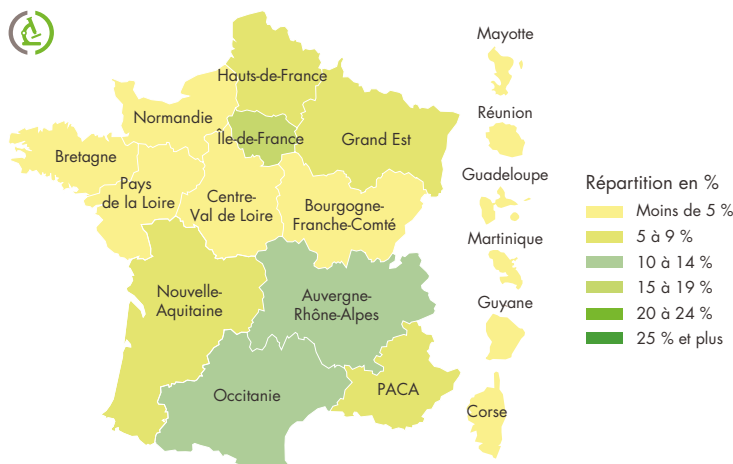 Mayotte
Hauts-de-France
Normandie
Réunion
Île-de-France
Grand Est
Bretagne
Guadeloupe
Pays
de la Loire
Centre-
Val de Loire
Bourgogne-
Franche-Comté
Martinique
Nouvelle-
Aquitaine
Auvergne-
Rhône-Alpes
Guyane
PACA
Occitanie
Corse
Répartition en %
Moins de 5 %
5 à 9 %
10 à 14 %
15 à 19 %
20 à 24 %
25 % et plus